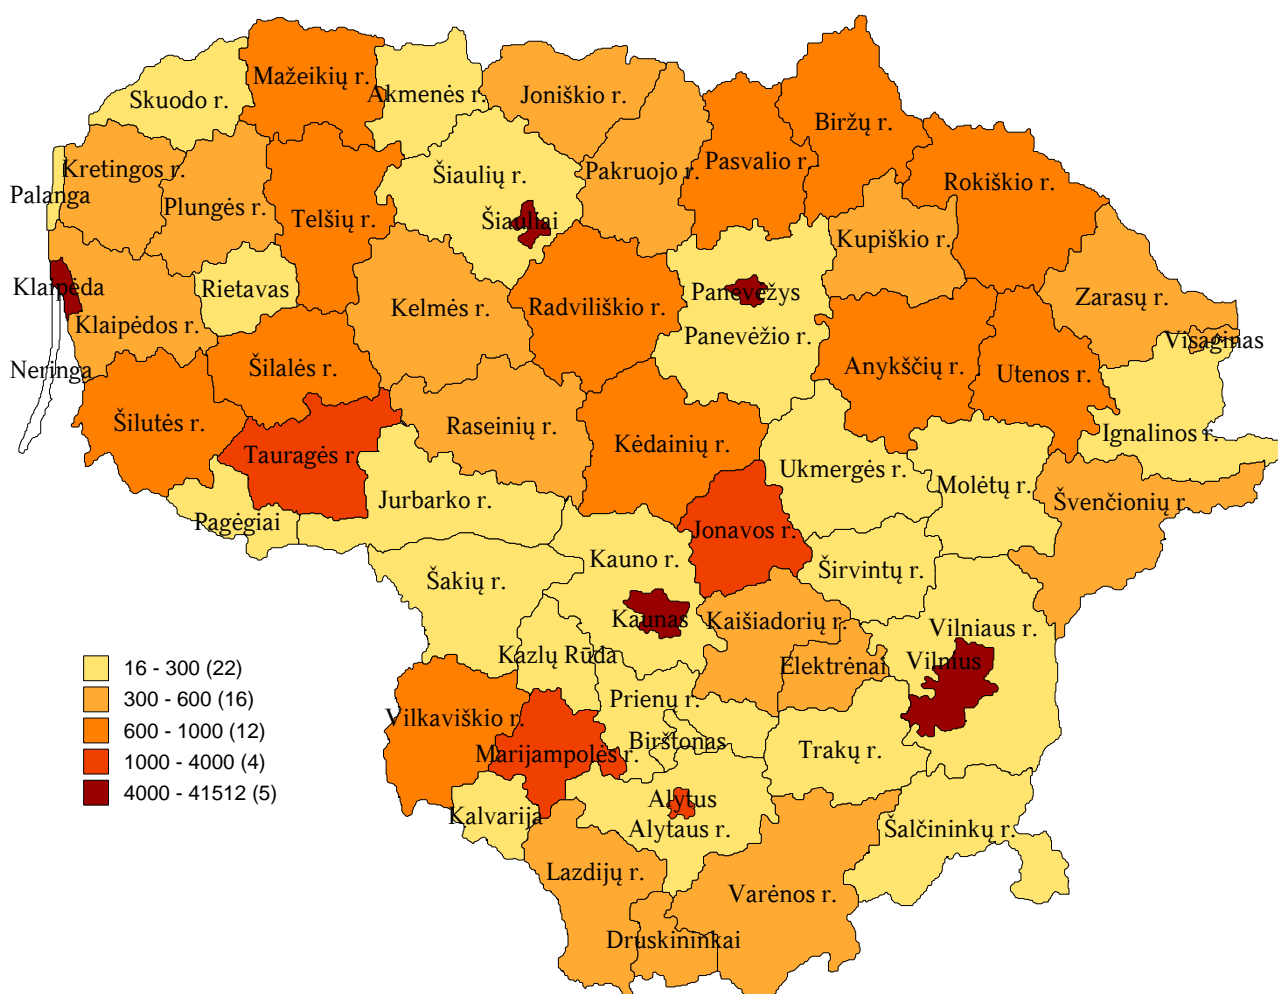 Mažeikių r.
Skuodo r.
Akmenės r.
Joniškio r.
Biržų r.
Kretingos r.
Šiaulių r.
Pakruojo r.
Pasvalio r.
Rokiškio r.
Palanga
Plungės r.
Telšių r.
Šiauliai
Kupiškio r.
Klaipėda
Rietavas
Panevėžys
Zarasų r.
Klaipėdos r.
Kelmės r.
Radviliškio r.
Panevėžio r.
Visaginas
Neringa
Šilalės r.
Anykščių r.
Utenos r.
Šilutės r.
Raseinių r.
Kėdainių r.
Ignalinos r.
Tauragės r.
Ukmergės r.
Jurbarko r.
Molėtų r.
Švenčionių r.
Pagėgiai
Jonavos r.
Kauno r.
Šakių r.
Širvintų r.
Kaunas
Kaišiadorių r.
Vilniaus r.
Kazlų Rūda
Elektrėnai
Vilnius
16 - 300 (22)
Prienų r.
300 - 600 (16)
Vilkaviškio r.
600 - 1000 (12)
Birštonas
Trakų r.
Marijampolės r.
1000 - 4000 (4)
4000 - 41512 (5)
Alytus
Kalvarija
Alytaus r.
Šalčininkų r.
Lazdijų r.
Varėnos r.
Druskininkai